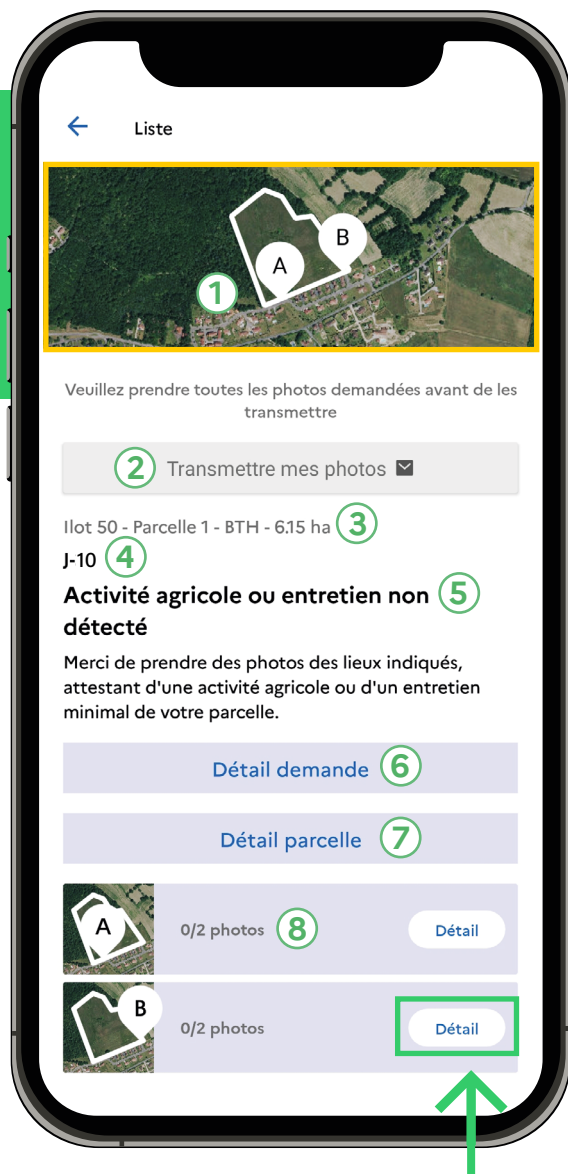 Liste
B
A
1
Veuillez prendre toutes les photos demandées avant de les
transmettre
2 Transmettre mes photos
Ilot 50 - Parcelle 1 - BTH - 6.15 ha 3
J-10 4
Activité agricole ou entretien non 5
détecté
Merci de prendre des photos des lieux indiqués,
attestant d'une activité agricole ou d'un entretien
minimal de votre parcelle.
Détail demande 6
Détail parcelle 7
A 0/2 photos 8 Détail
B 0/2 photos Détail